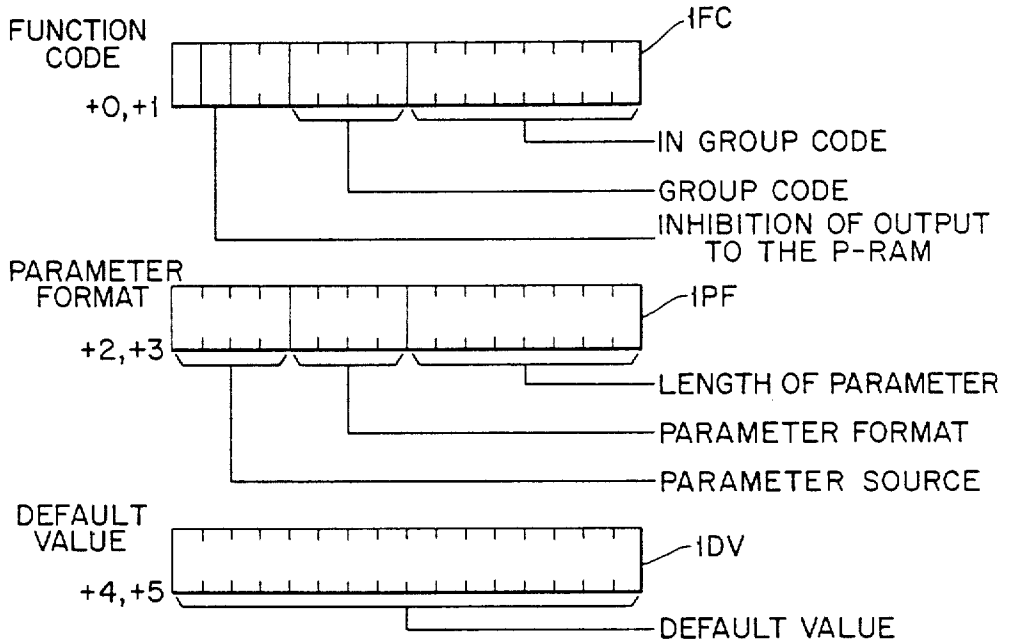 FUNCTION
CODE
+0,+1
1FC
IN GROUP CODE
GROUP CODE
INHIBITION OF OUTPUT
TO THE P-RAM
PARAMETER
FORMAT
+2,+3
1PF
LENGTH OF PARAMETER
PARAMETER FORMAT
PARAMETER SOURCE
DEFAULT
VALUE
+4,+5
1DV
DEFAULT VALUE